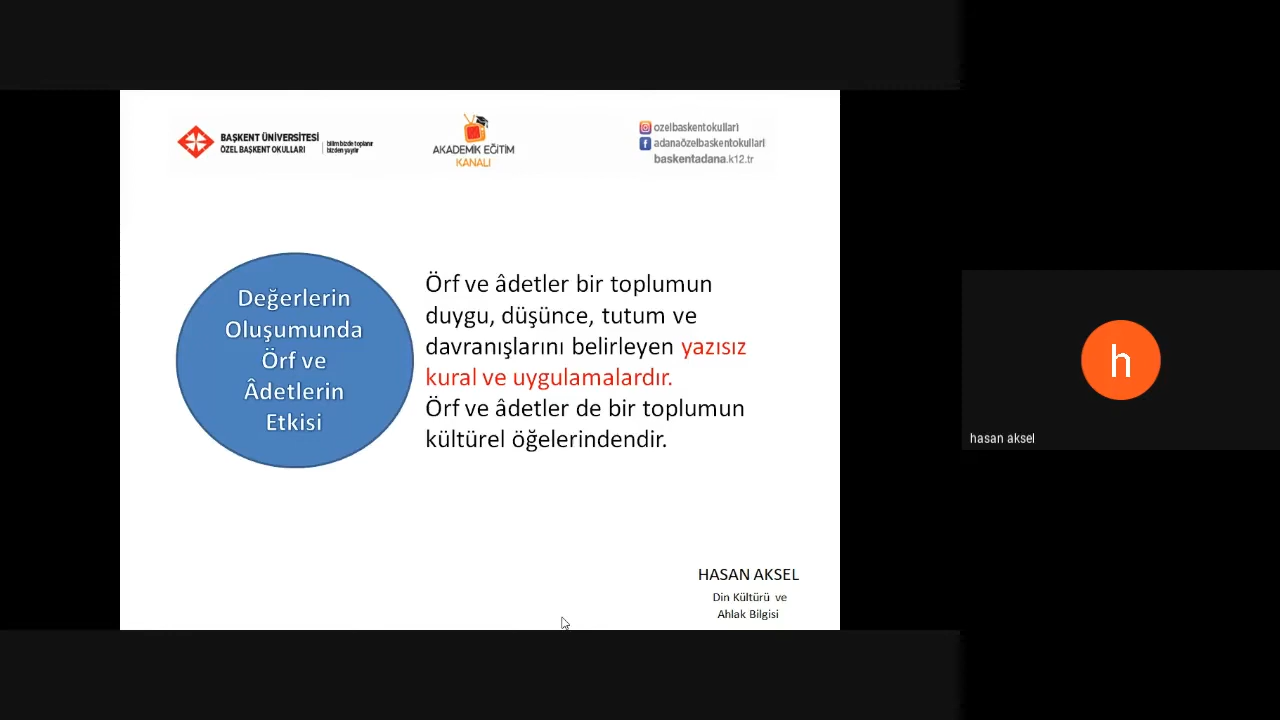 BAŞKENT ÜNİVERSİTESİ
ÖZEL BAŞKENT OKULLARI
bilim bizde toplanır
bizden yayılır
AKADEMİK EĞİTİM
KANALI
ozelbaskentokullari
adanaözelbaskentokullari
baskentadana.k12.tr
Değerlerin
Oluşumunda
Örf ve
Âdetlerin
Etkisi
Örf ve âdetler bir toplumun
duygu, düşünce, tutum ve
davranışlarını belirleyen yazısız
kural ve uygulamalardır.
Örf ve âdetler de bir toplumun
kültürel öğelerindendir.
HASAN AKSEL
Din Kültürü ve
Ahlak Bilgisi
h
hasan aksel